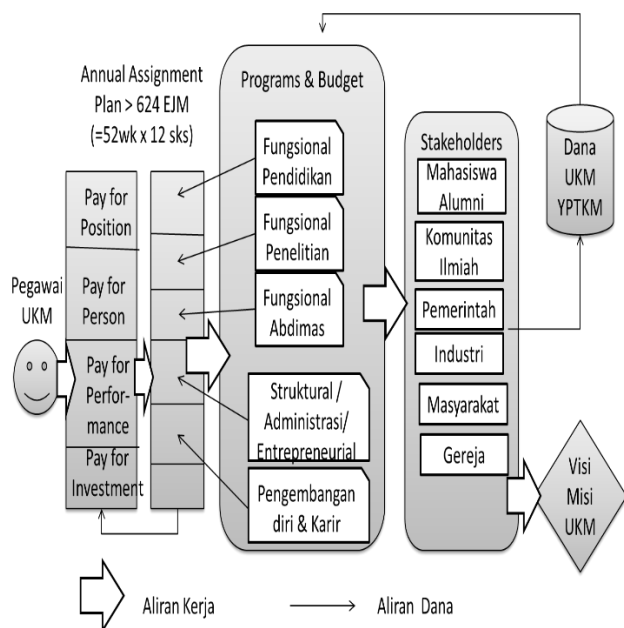 Annual Assignment
Plan > 624 EJM
(=52wk x 12 sks)
Pegawai
UKM
Pay for
Position
Pay for
Person
Pay for
Perfor-
mance
Pay for
Investment
Programs & Budget
Fungsional
Pendidikan
Fungsional
Penelitian
Fungsional
Abdimas
Struktural /
Administrasi/
Entrepreneurial
Pengembangan
diri & Karir
Stakeholders
Mahasiswa
Alumni
Komunitas
Ilmiah
Pemerintah
Industri
Masyarakat
Gereja
Dana
UKM
YPTKM
Visi
Misi
UKM
Aliran Kerja
Aliran Dana